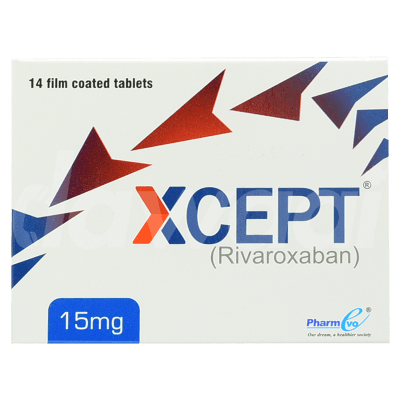 14 film coated tablets
XCEPT®
(Rivaroxaban)
15mg
PharmEvo®
Our dream, a healthier society